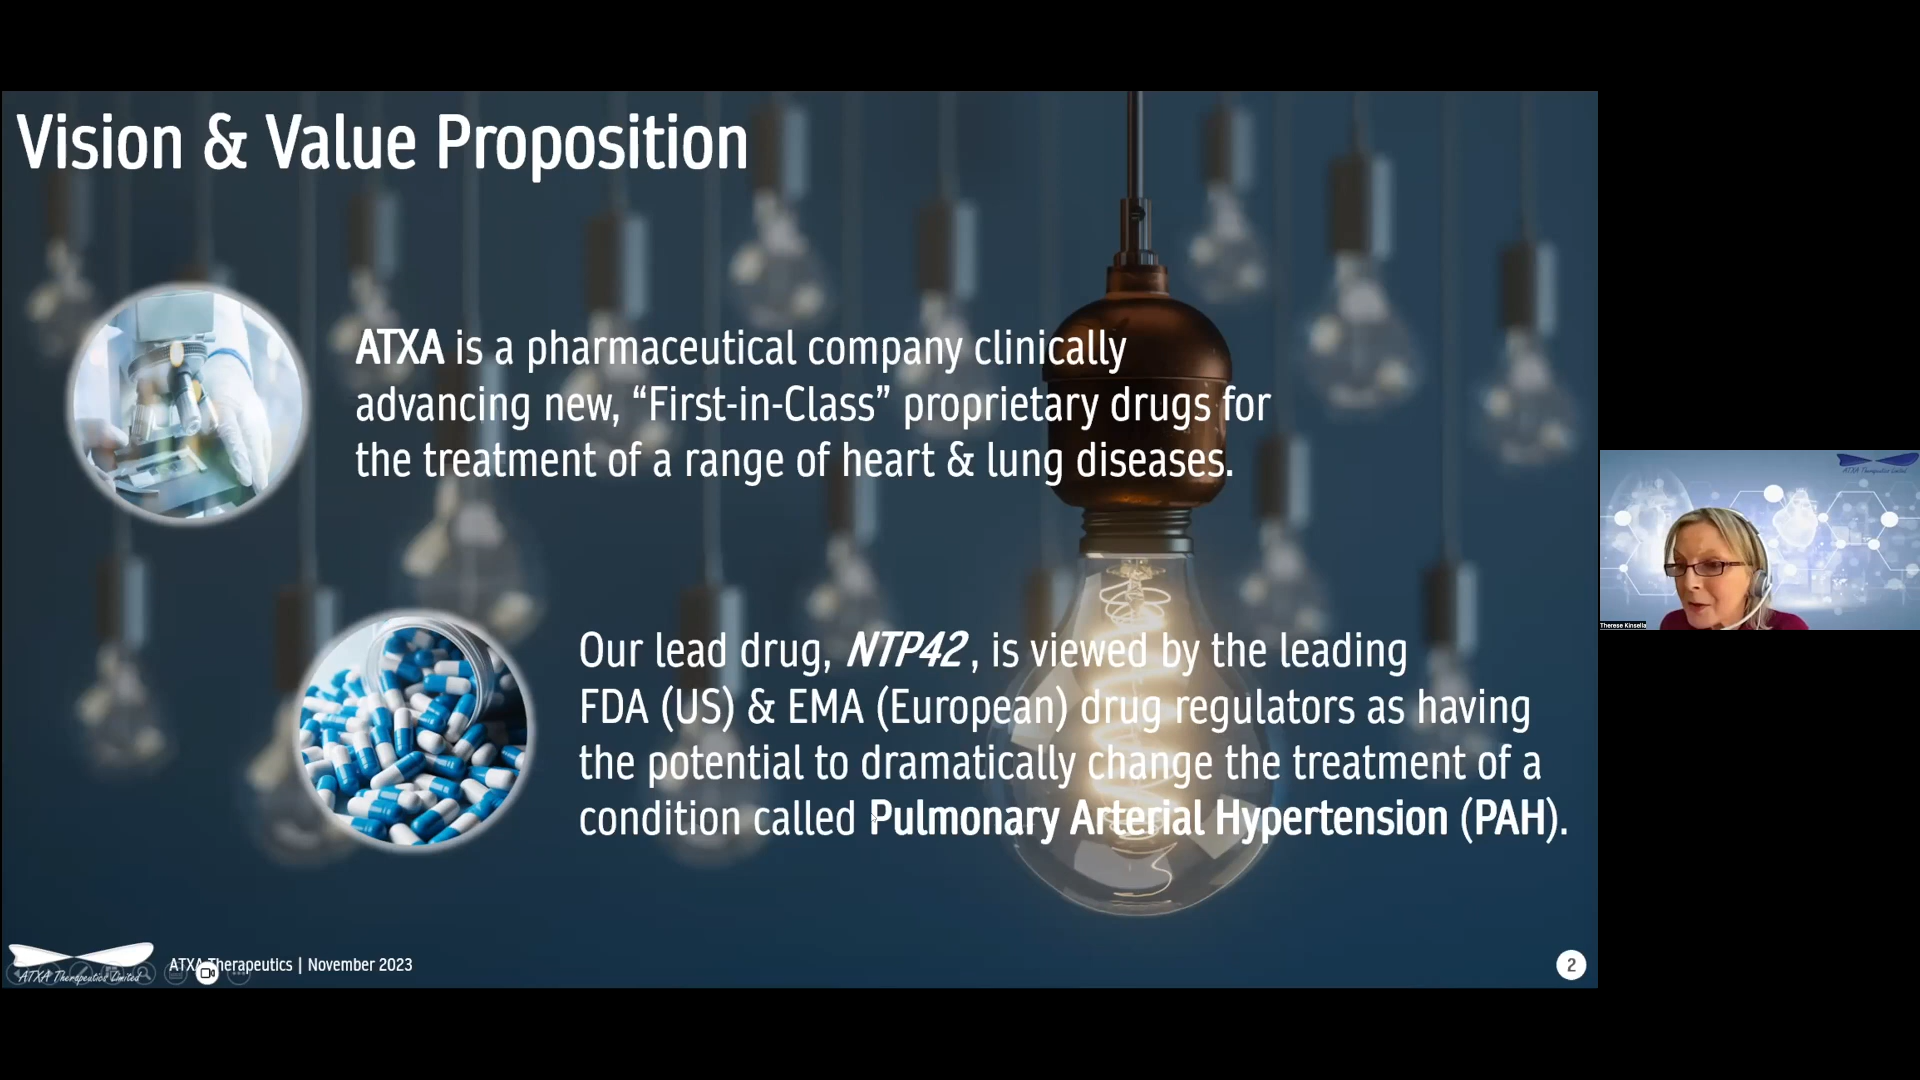 Vision & Value Proposition
ATXA is a pharmaceutical company clinically
advancing new, “First-in-Class” proprietary drugs for
the treatment of a range of heart & lung diseases.
Our lead drug, NTP42, is viewed by the leading
FDA (US) & EMA (European) drug regulators as having
the potential to dramatically change the treatment of a
condition called Pulmonary Arterial Hypertension (PAH).
ATXA Therapeutics Limited
ATXA Therapeutics | November 2023
2
ATXA Therapeutics Limited
Therese Kinsella